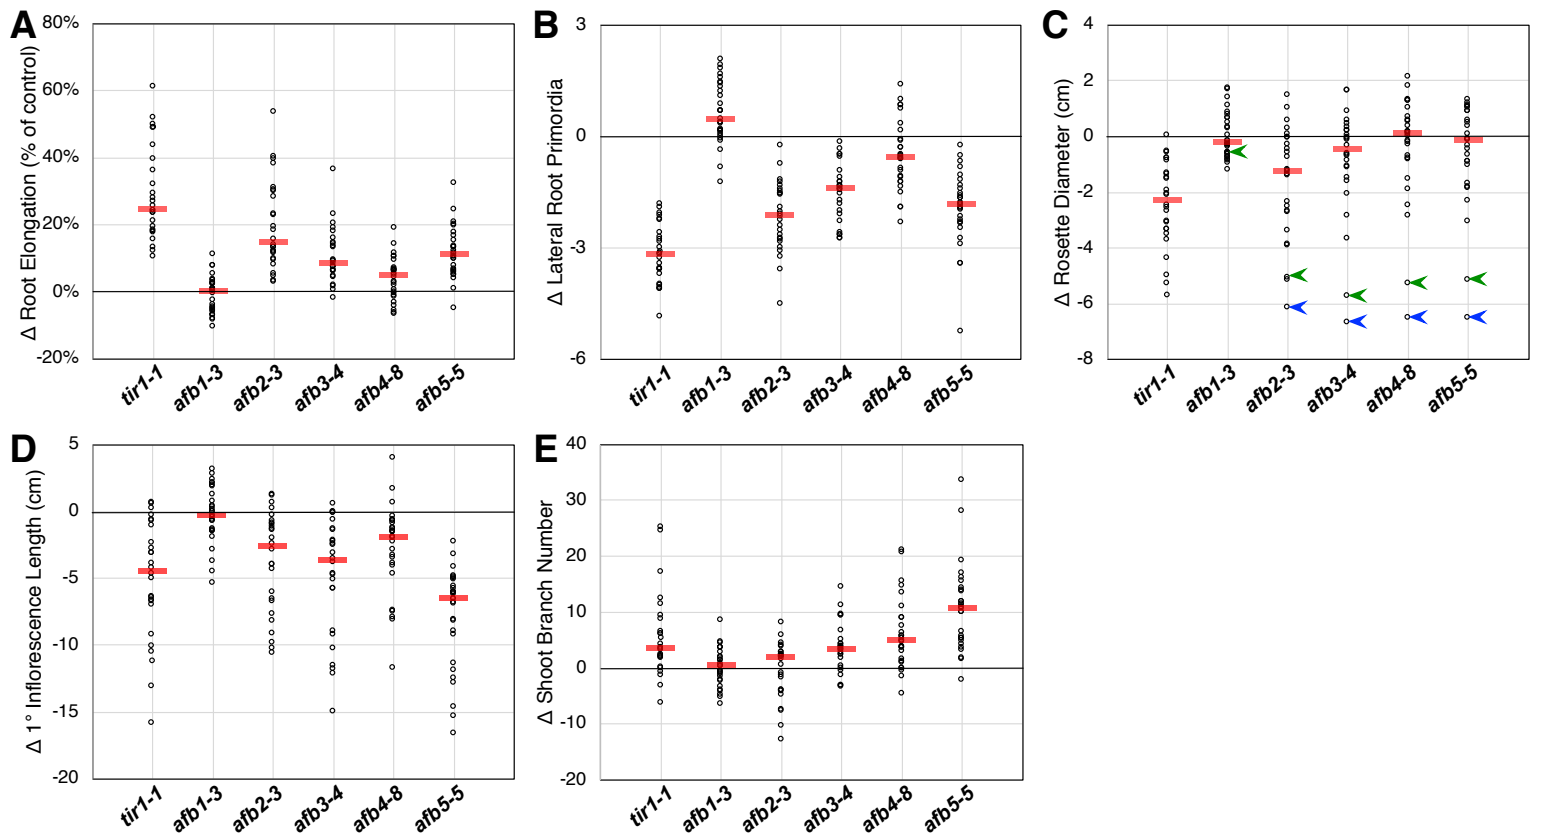 A
Δ Root Elongation (% of control)
80%
60%
40%
20%
0%
-20%
tir1-1 afb1-3 afb2-3 afb3-4 afb4-8 afb5-5
B
Δ Lateral Root Primordia
3
0
-3
-6
tir1-1 afb1-3 afb2-3 afb3-4 afb4-8 afb5-5
C
Δ Rosette Diameter (cm)
4
2
0
-2
-4
-6
-8
tir1-1 afb1-3 afb2-3 afb3-4 afb4-8 afb5-5
D
Δ 1° Inflorescence Length (cm)
5
0
-5
-10
-15
-20
tir1-1 afb1-3 afb2-3 afb3-4 afb4-8 afb5-5
E
Δ Shoot Branch Number
40
30
20
10
0
-10
-20
tir1-1 afb1-3 afb2-3 afb3-4 afb4-8 afb5-5